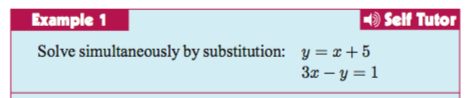 Example 1
Self Tutor
Solve simultaneously by substitution: y = x + 5
3x − y = 1